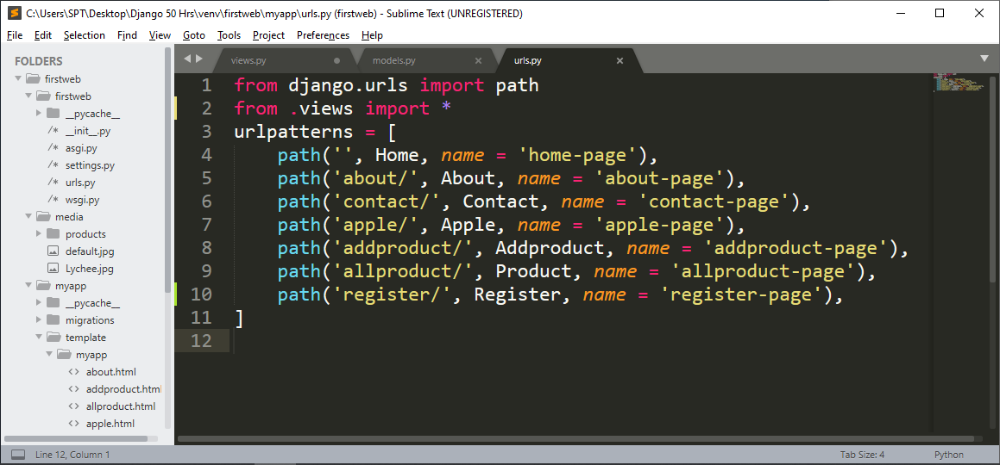 C:\Users\SPT\Desktop\Django 50 Hrs\venv\firstweb\myapp\urls.py (firstweb) - Sublime Text (UNREGISTERED)
File Edit Selection Find View Goto Tools Project Preferences Help
FOLDERS
firstweb
firstweb
__pycache__
/* __init__.py
/* asgi.py
/* settings.py
/* urls.py
/* wsgi.py
media
products
default.jpg
Lychee.jpg
myapp
__pycache__
migrations
template
myapp
<> about.html
<> addproduct.html
<> allproduct.html
<> apple.html
views.py models.py urls.py
1 from django.urls import path
2 from .views import *
3 urlpatterns = [
4 path('', Home, name = 'home-page'),
5 path('about/', About, name = 'about-page'),
6 path('contact/', Contact, name = 'contact-page'),
7 path('apple/', Apple, name = 'apple-page'),
8 path('addproduct/', Addproduct, name = 'addproduct-page'),
9 path('allproduct/', Product, name = 'allproduct-page'),
10 path('register/', Register, name = 'register-page'),
11 ]
12
Line 12, Column 1 Tab Size: 4 Python